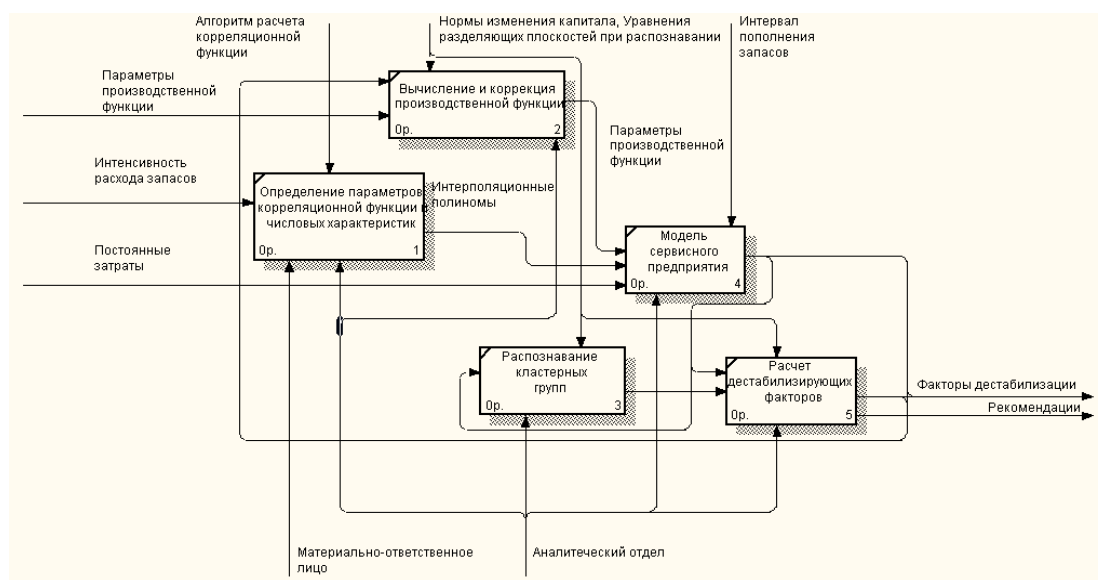 Алгоритм расчета
корреляционной
функции
Нормы изменения капитала, Уравнения
разделяющих плоскостей при распознавании
Интервал
пополнения
запасов
Параметры
производственной
функции
Вычисление и коррекция
производственной функции
0р.
2
Параметры
производственной
функции
Интенсивность
расхода запасов
Определение параметров
корреляционной функции и
числовых характеристик
0р.
1
Интерполяционные
полиномы
Постоянные
затраты
Модель
сервисного
предприятия
0р.
4
Распознавание
кластерных
групп
0р.
3
Расчет
дестабилизирующих
факторов
0р.
5
Факторы дестабилизации
Рекомендации
Материально-ответственное
лицо
Аналитеческий отдел